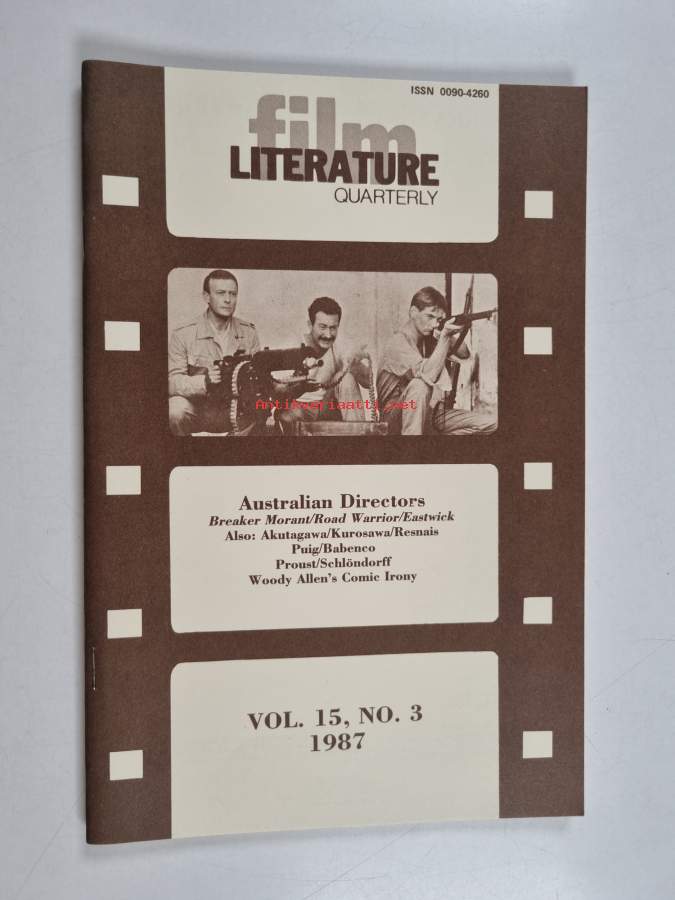 ISSN 0090-4260
film
LITERATURE
QUARTERLY
Antikvariaatti.net
Australian Directors
Breaker Morant/Road Warrior/Eastwick
Also: Akutagawa/Kurosawa/Resnais
Puig/Babenco
Proust/Schlöndorff
Woody Allen's Comic Irony
VOL. 15, NO. 3
1987